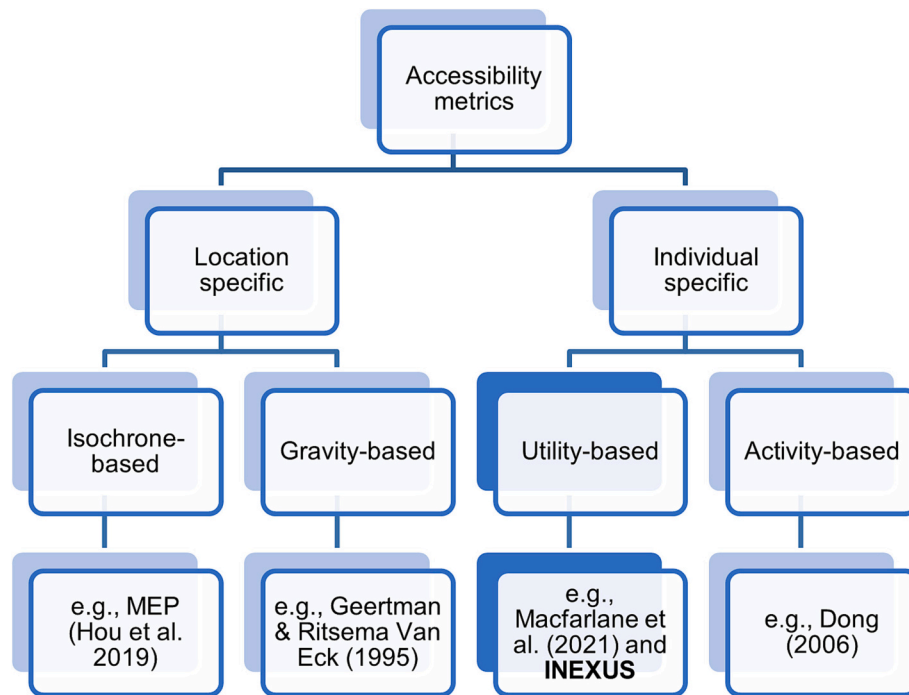 Accessibility
metrics
Location
specific
Individual
specific
Isochrone-
based
Gravity-based
Utility-based
Activity-based
e.g., MEP
(Hou et al.
2019)
e.g., Geertman
& Ritsema Van
Eck (1995)
e.g.,
Macfarlane et
al. (2021) and
INEXUS
e.g., Dong
(2006)